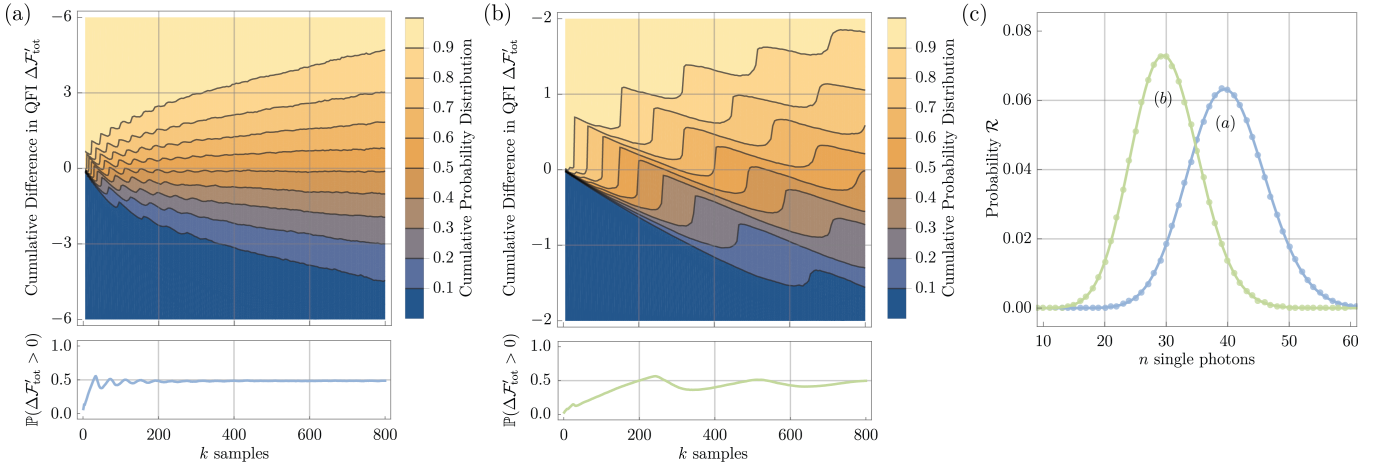 (a)
Cumulative Difference in QFI Δℱ′tot
−6
−3
0
3
−6
0.9
0.8
0.7
0.6
0.5
0.4
0.3
0.2
0.1
Cumulative Probability Distribution
ℙ(Δℱ′tot > 0)
1.0
0.5
0.0
0 200 400 600 800
k samples
(b)
Cumulative Difference in QFI Δℱ′tot
−2
1
0
−1
−2
0.9
0.8
0.7
0.6
0.5
0.4
0.3
0.2
0.1
Cumulative Probability Distribution
ℙ(Δℱ′tot > 0)
1.0
0.5
0.0
0 200 400 600 800
k samples
(c)
Probability ℛ
0.08
0.06
0.04
0.02
0.00
(b)
(a)
10 20 30 40 50 60
n single photons